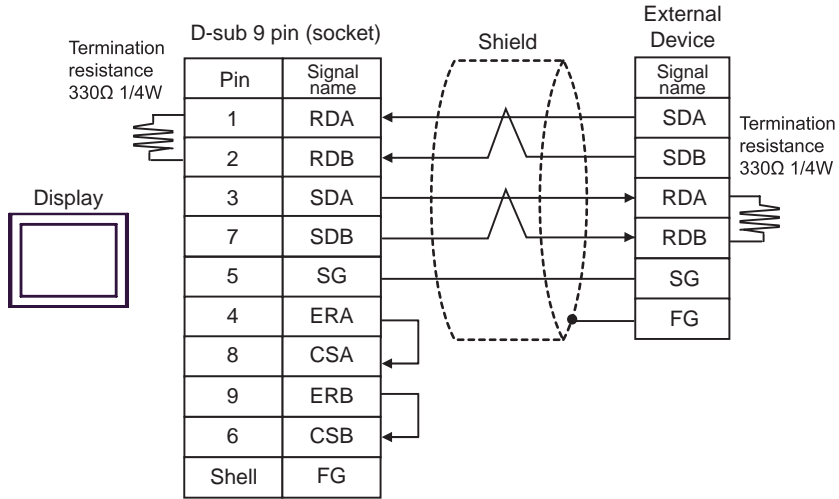 D-sub 9 pin (socket)
Termination
resistance
330Ω 1/4W
Display
Pin Signal name
1 RDA
2 RDB
3 SDA
7 SDB
5 SG
4 ERA
8 CSA
9 ERB
6 CSB
Shell FG
Shield
External
Device
Signal
name
SDA
SDB
RDA
RDB
SG
FG
Termination
resistance
330Ω 1/4W